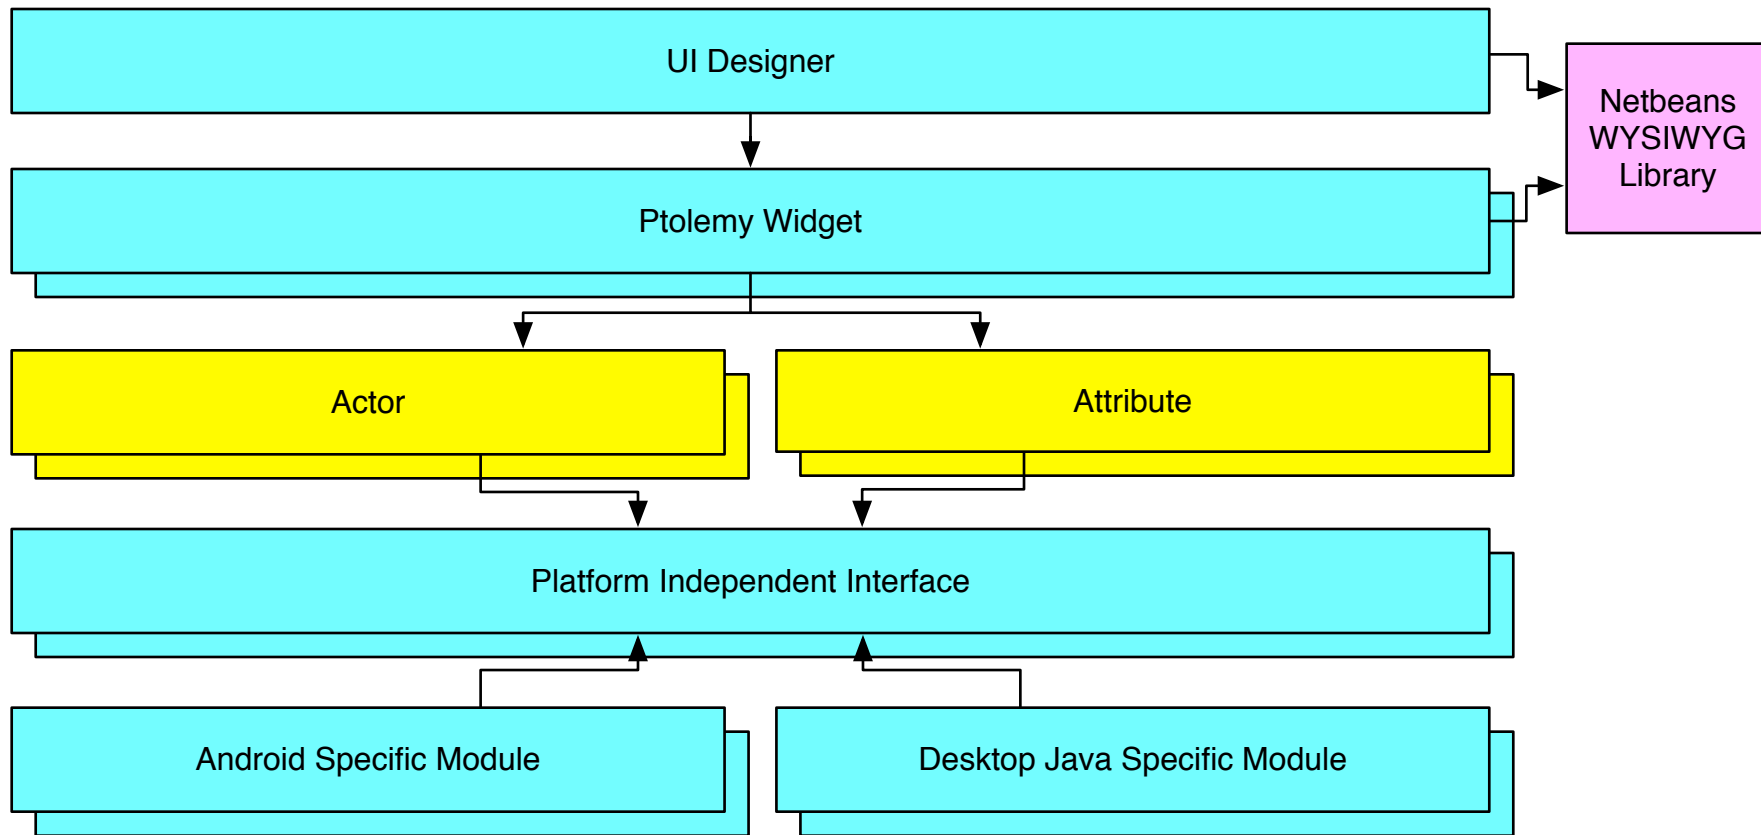 UI Designer
Netbeans
WYSIWYG
Library
Ptolemy Widget
Actor
Attribute
Platform Independent Interface
Android Specific Module
Desktop Java Specific Module